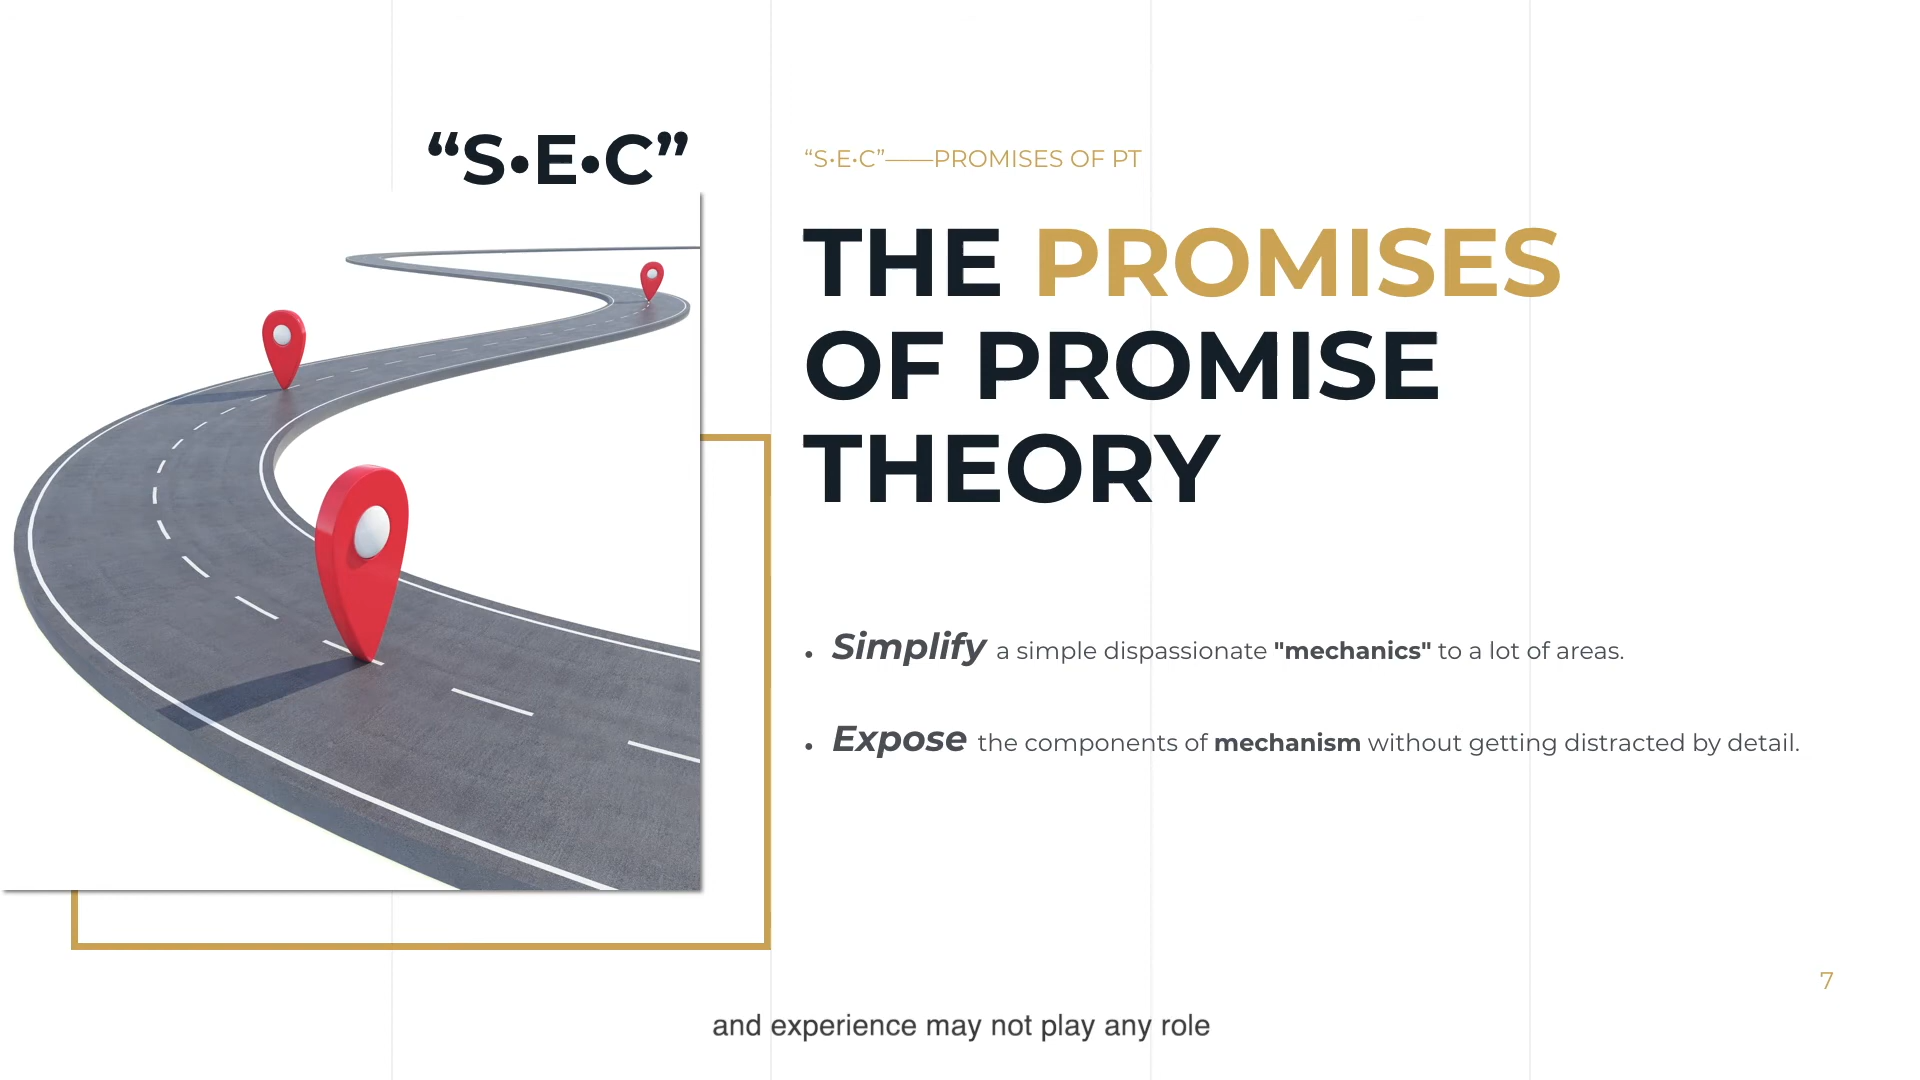 “S•E•C”
“S•E•C”——PROMISES OF PT
THE PROMISES
OF PROMISE
THEORY
• Simplify a simple dispassionate "mechanics" to a lot of areas.
• Expose the components of mechanism without getting distracted by detail.
7
and experience may not play any role